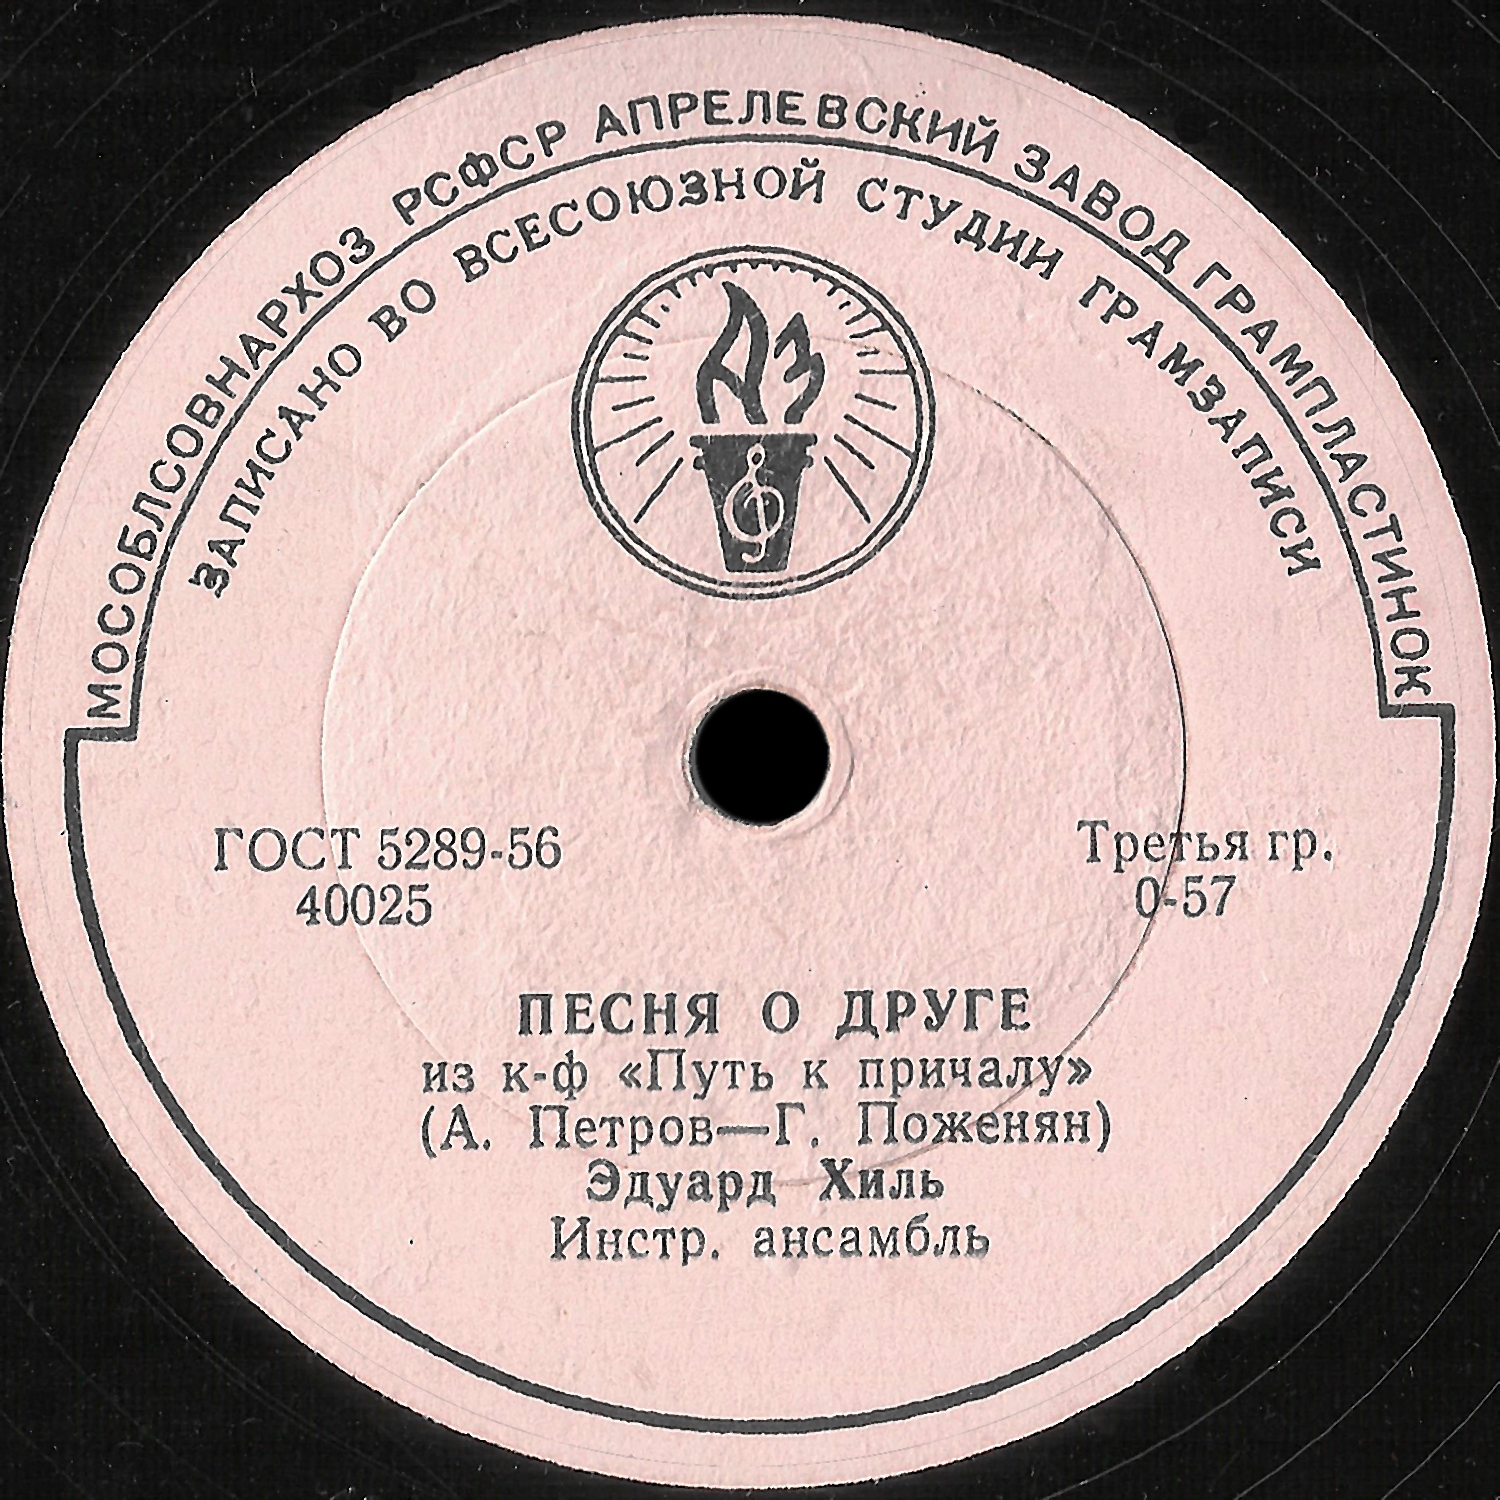 МОСОБЛСОВНАРХОЗ РСФСР АПРЕЛЕВСКИЙ ЗАВОД ГРАМПЛАСТИНОК
ЗАПИСАНО ВО ВСЕСОЮЗНОЙ СТУДИИ ГРАМЗАПИСИ
АЗ
ГОСТ 5289-56
40025
Третья гр.
0-57
ПЕСНЯ О ДРУГЕ
из к-ф «Путь к причалу»
(А. Петров—Г. Поженян)
Эдуард Хиль
Инстр. ансамбль